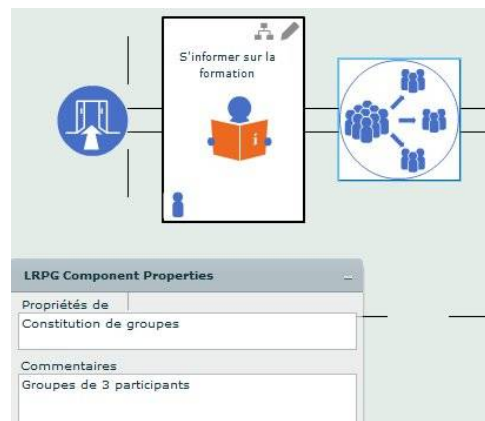 S'informer sur la
formation
i
LRPG Component Properties
Propriétés de
Constitution de groupes
Commentaires
Groupes de 3 participants